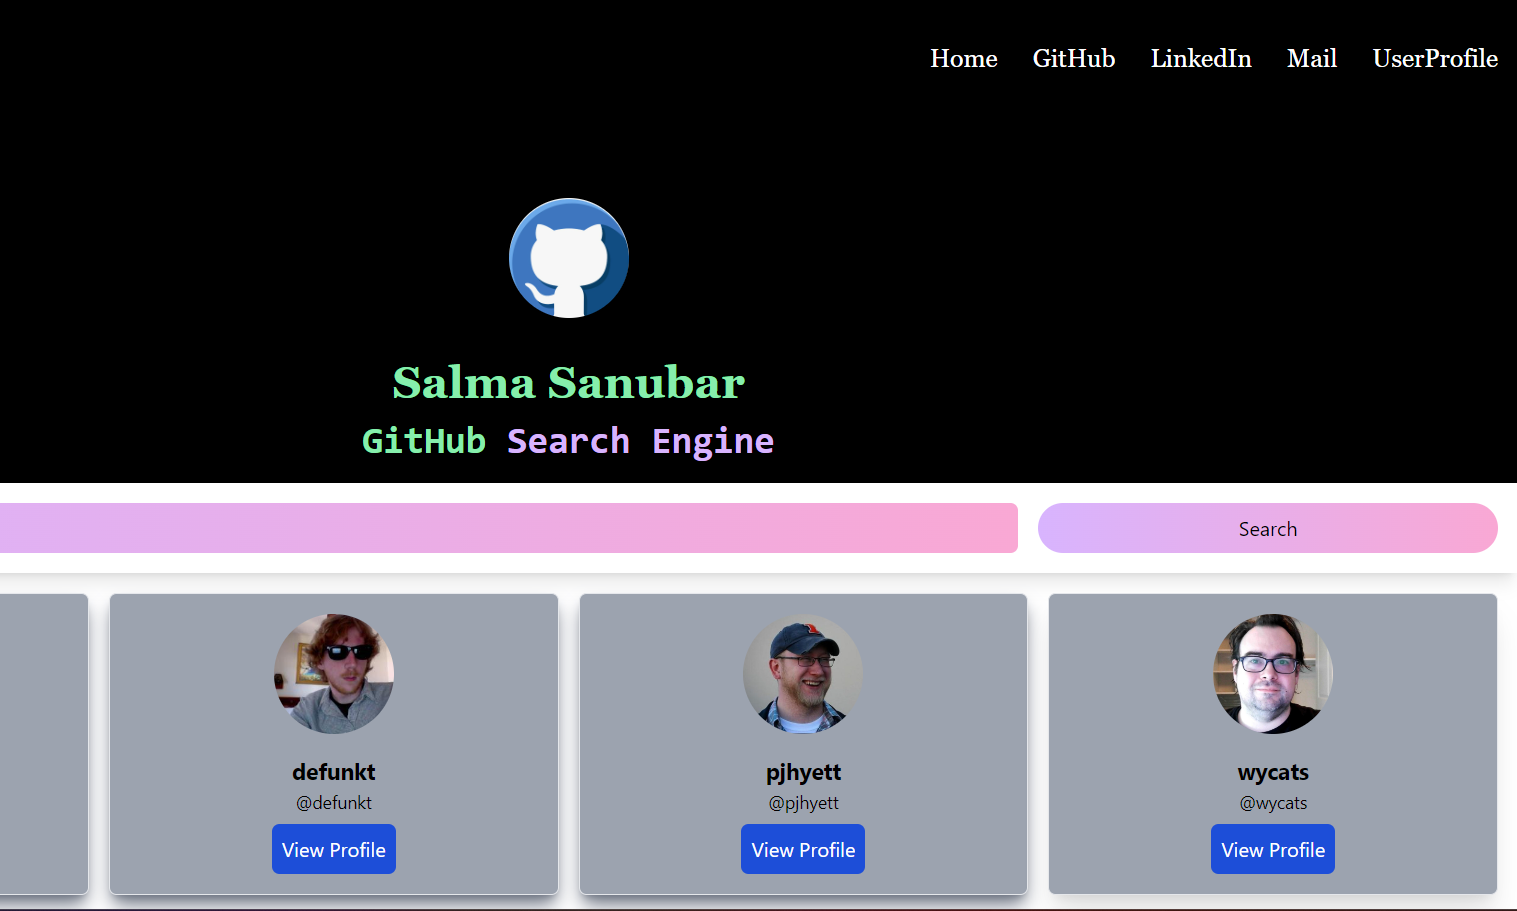 Home GitHub LinkedIn Mail UserProfile
Salma Sanubar
GitHub Search Engine
Search
defunkt
@defunkt
View Profile
pjhyett
@pjhyett
View Profile
wycats
@wycats
View Profile